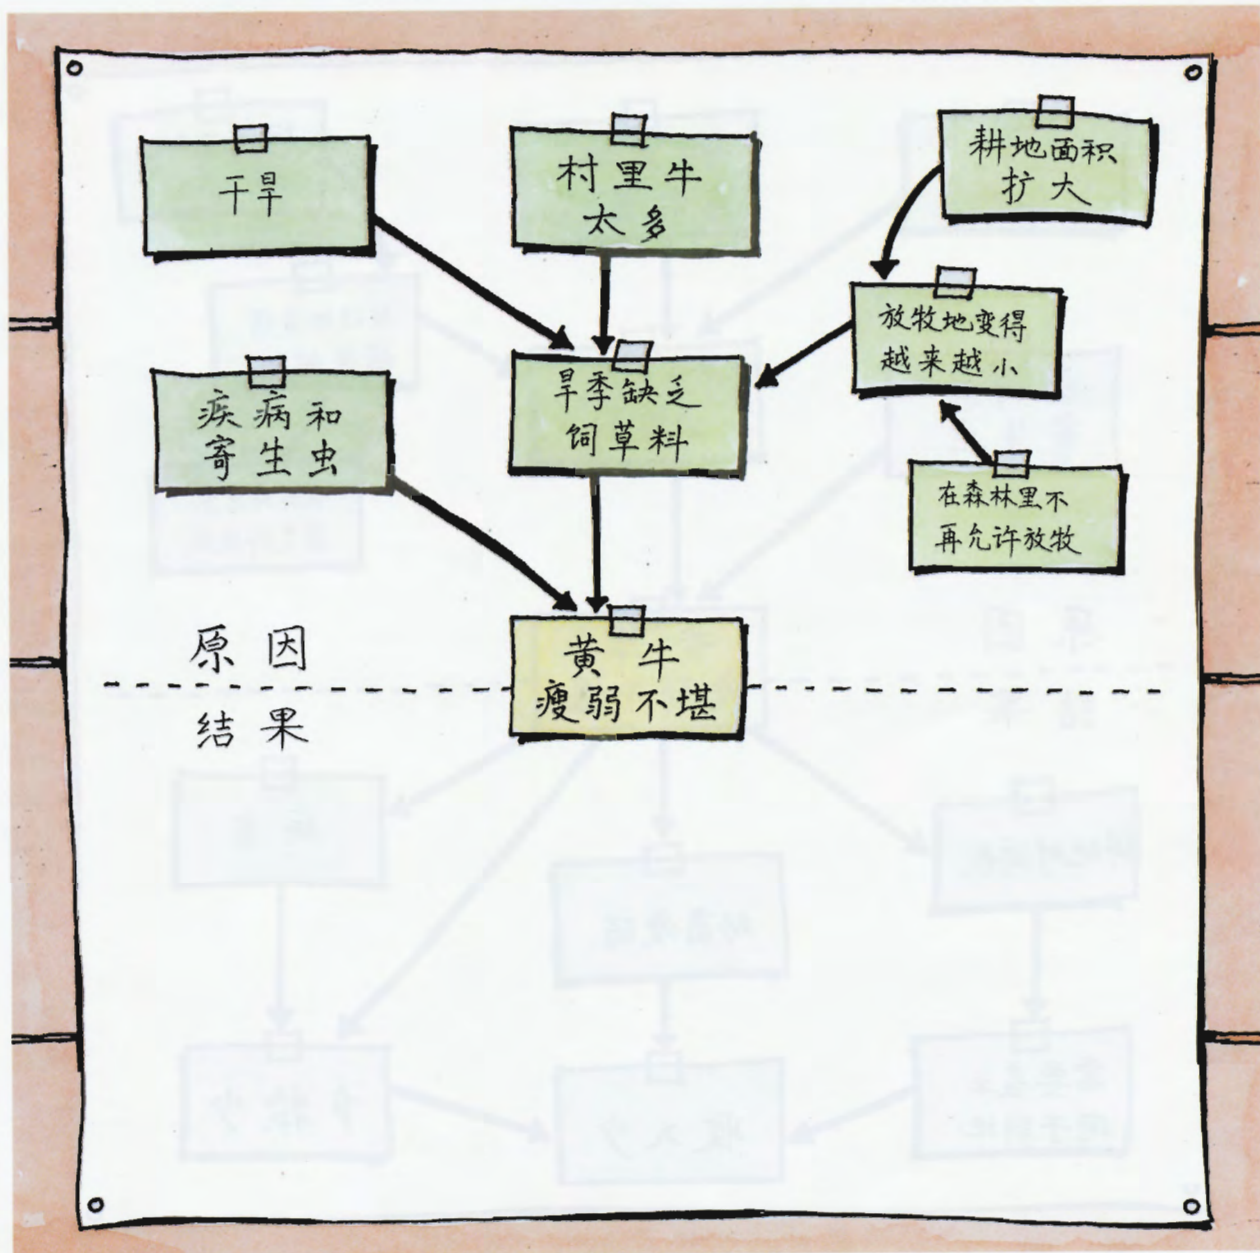 干旱
村里牛
太多
耕地面积
扩大
放牧地变得
越来越小
旱季缺乏
饲草料
疾病和
寄生虫
在森林里不
再允许放牧
黄牛
瘦弱不堪
原因
结果